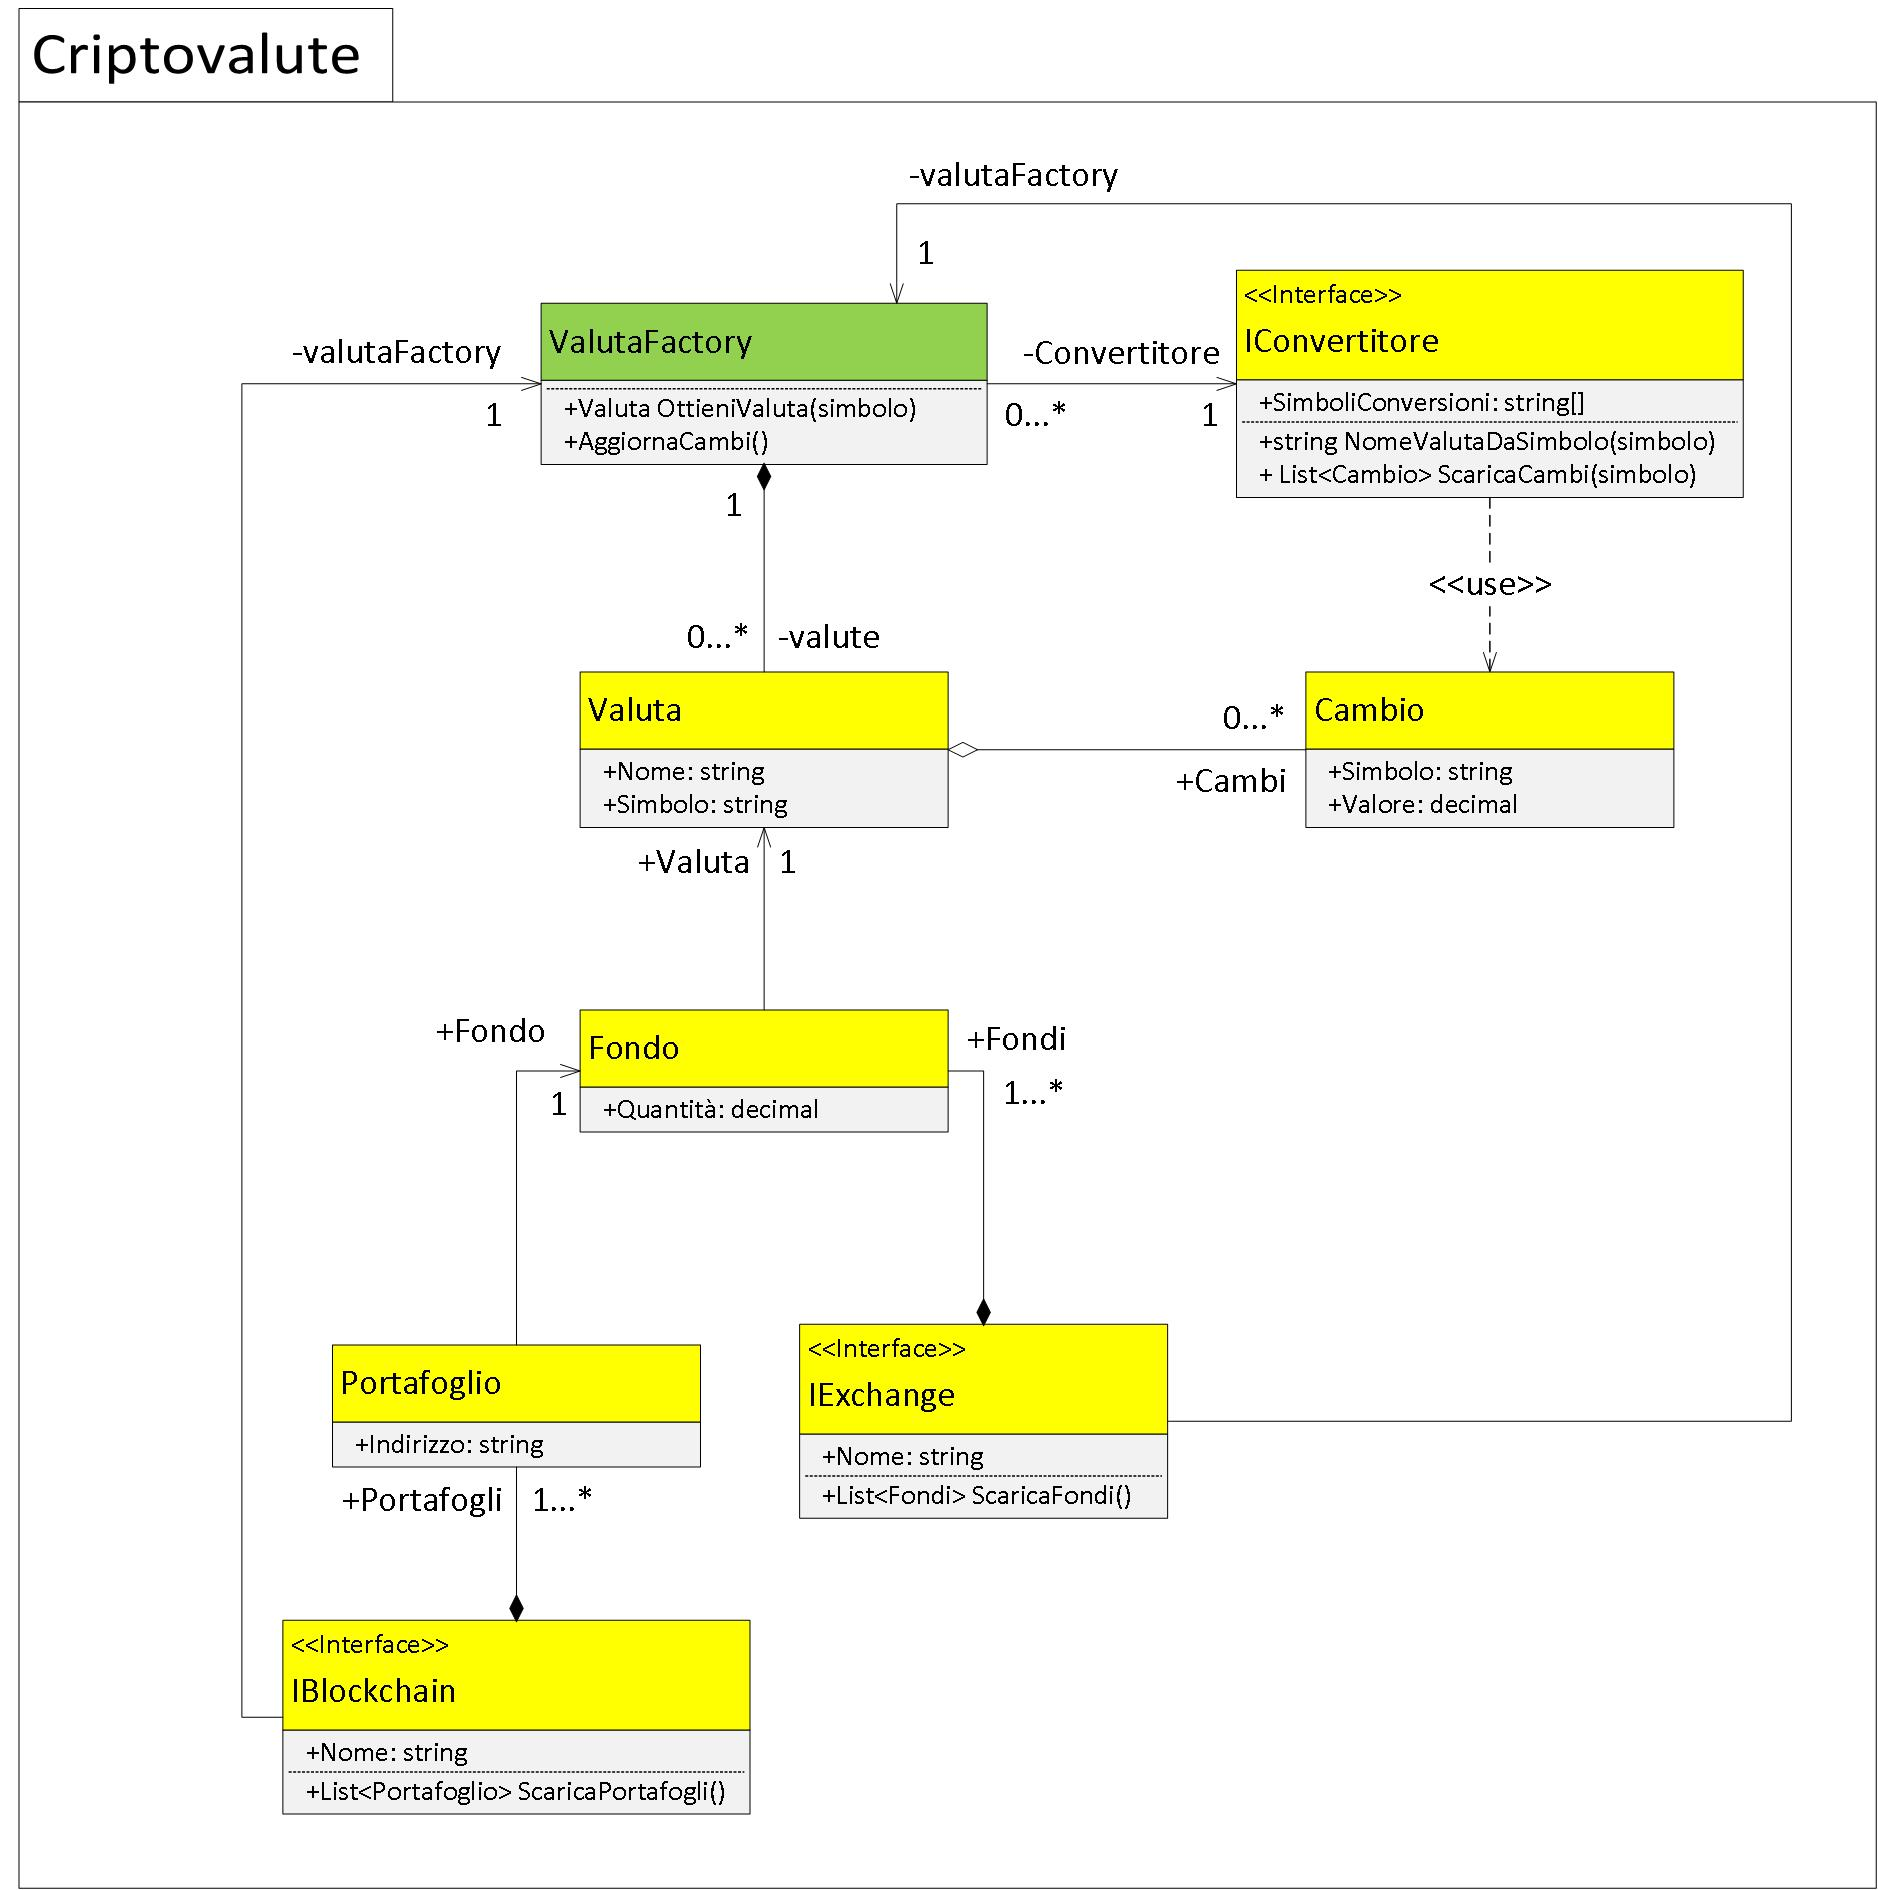 Criptovalute
-valutaFactory
1
-valutaFactory
1
ValutaFactory
+Valuta OttieniValuta(simbolo)
+AggiornaCambi()
-Convertitore
0...*
1
<<Interface>>
IConvertitore
+SimboliConversioni: string[]
+string NomeValutaDaSimbolo(simbolo)
+ List<Cambio> ScaricaCambi(simbolo)
1
<<use>>
0...*
-valute
Valuta
+Nome: string
+Simbolo: string
0...*
+Cambi
Cambio
+Simbolo: string
+Valore: decimal
+Valuta
1
+Fondo
1
Fondo
+Quantità: decimal
+Fondi
1...*
Portafoglio
+Indirizzo: string
+Portafogli
1...*
<<Interface>>
IExchange
+Nome: string
+List<Fondi> ScaricaFondi()
<<Interface>>
IBlockchain
+Nome: string
+List<Portafoglio> ScaricaPortafogli()